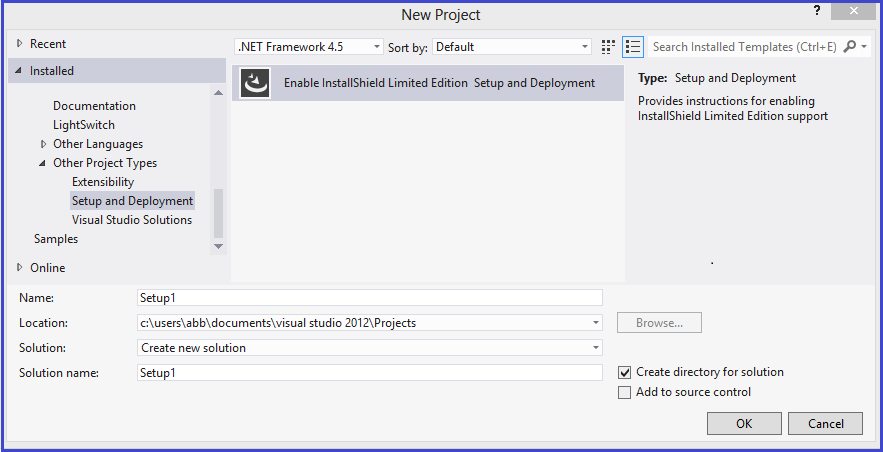 New Project
?
x
Recent
Installed
Documentation
LightSwitch
Other Languages
Other Project Types
Extensibility
Setup and Deployment
Visual Studio Solutions
Samples
Online
.NET Framework 4.5
Sort by: Default
Search Installed Templates (Ctrl+E)
Enable InstallShield Limited Edition Setup and Deployment
Type: Setup and Deployment
Provides instructions for enabling
InstallShield Limited Edition support
.
Name: Setup1
Location: c:\users\abb\documents\visual studio 2012\Projects
Browse...
Solution: Create new solution
Solution name: Setup1
Create directory for solution
Add to source control
OK
Cancel